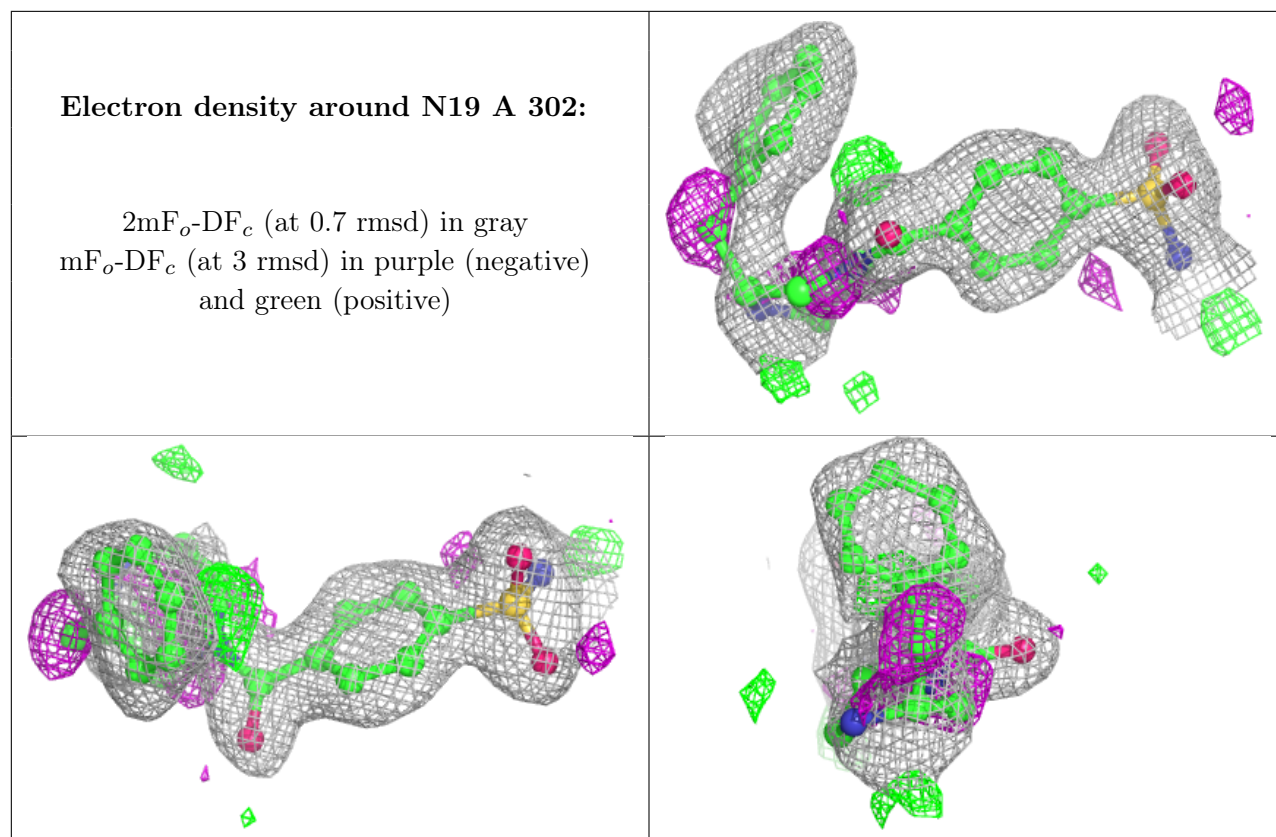 Electron density around N19 A 302:
2mFo-DFc (at 0.7 rmsd) in gray
mFo-DFc (at 3 rmsd) in purple (negative)
and green (positive)